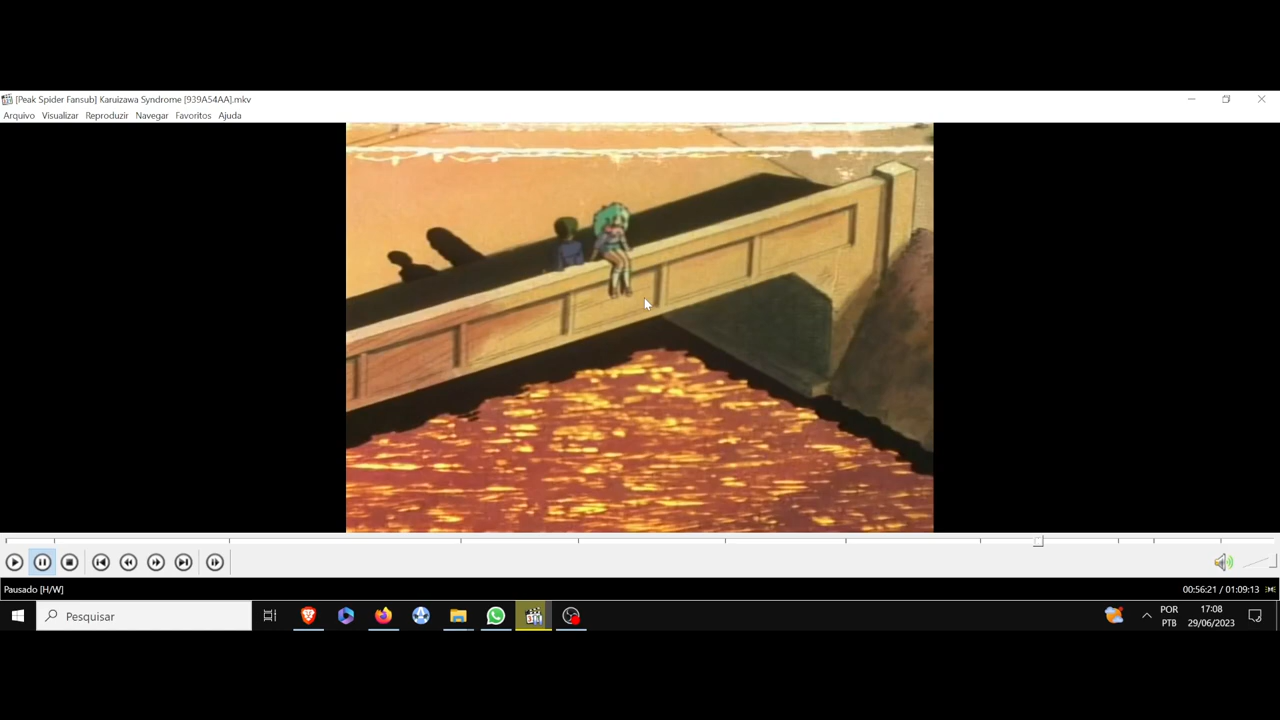 [Peak Spider Fansub] Karuizawa Syndrome [939A54AA].mkv
Arquivo Visualizar Reproduzir Navegar Favoritos Ajuda
Pausado [H/W]
00:56:21 / 01:09:13
Pesquisar
POR
PTB
17:08
29/06/2023